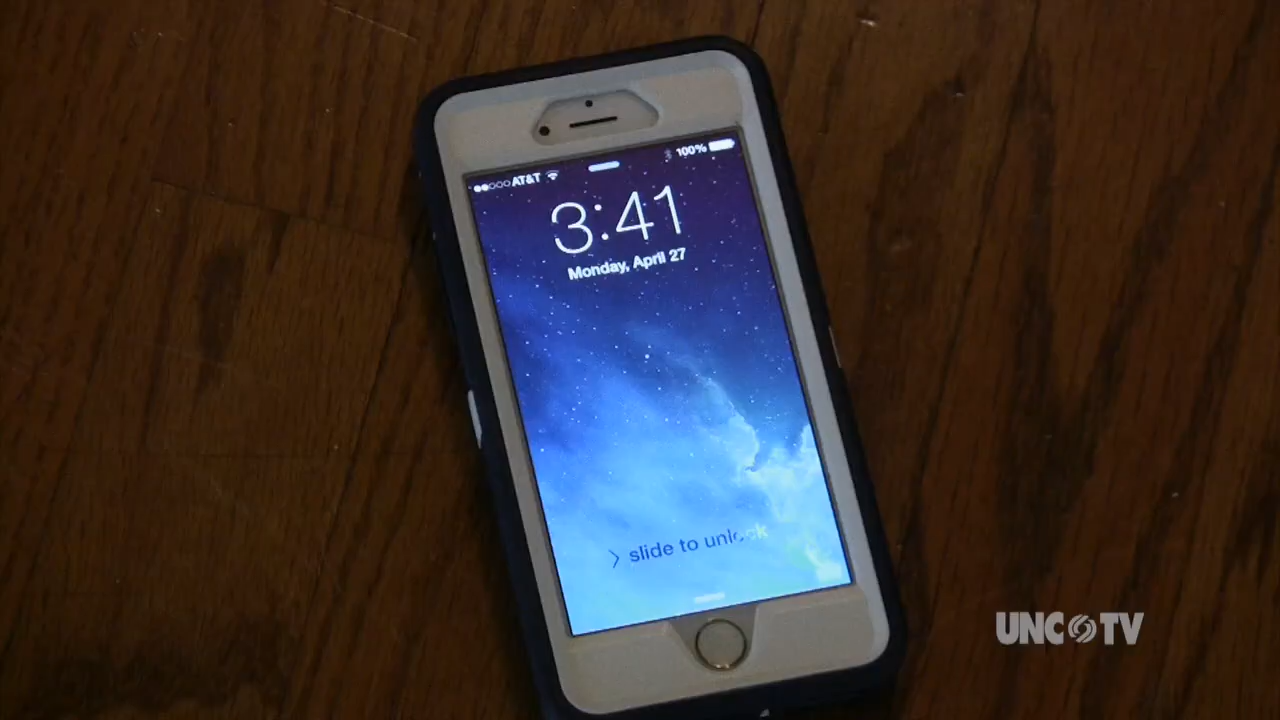 AT&T 100%
3:41
Monday, April 27
> slide to unlock
UNC TV